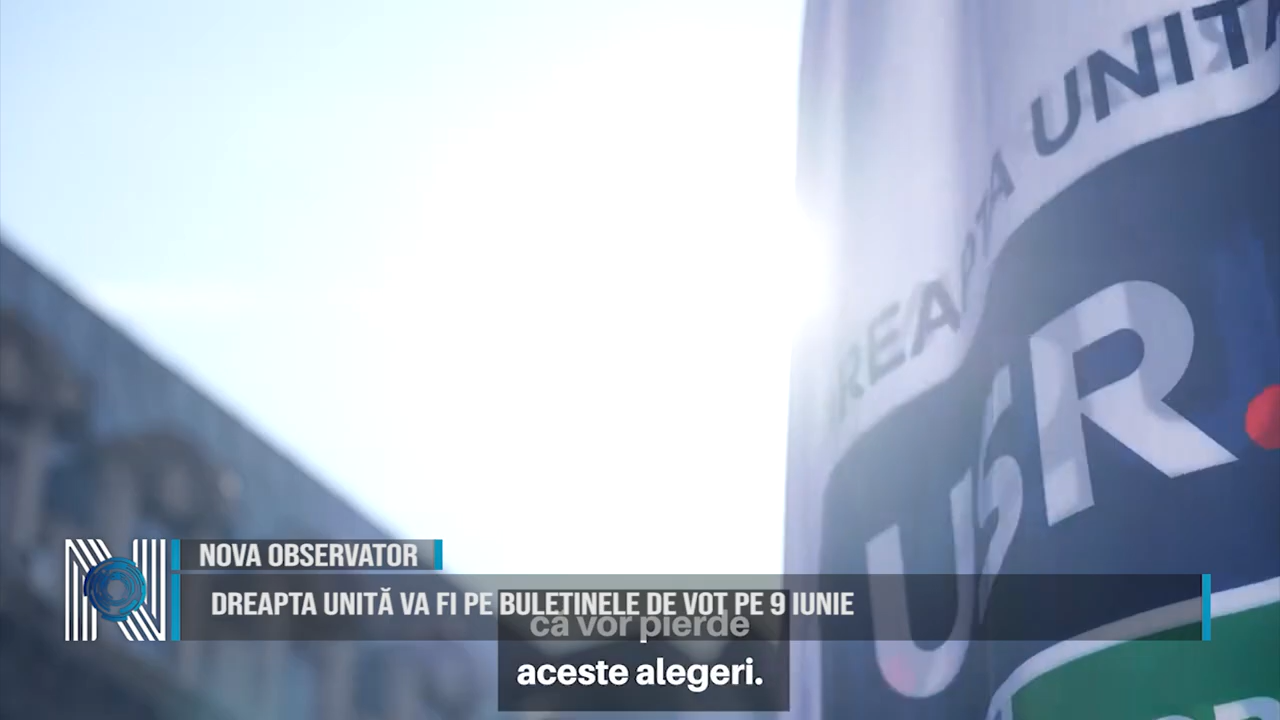 REAPTA UNITĂ
USR.
NOVA OBSERVATOR
DREAPTA UNITĂ VA FI PE BULETINELE DE VOT PE 9 IUNIE
că vor pierde
aceste alegeri.